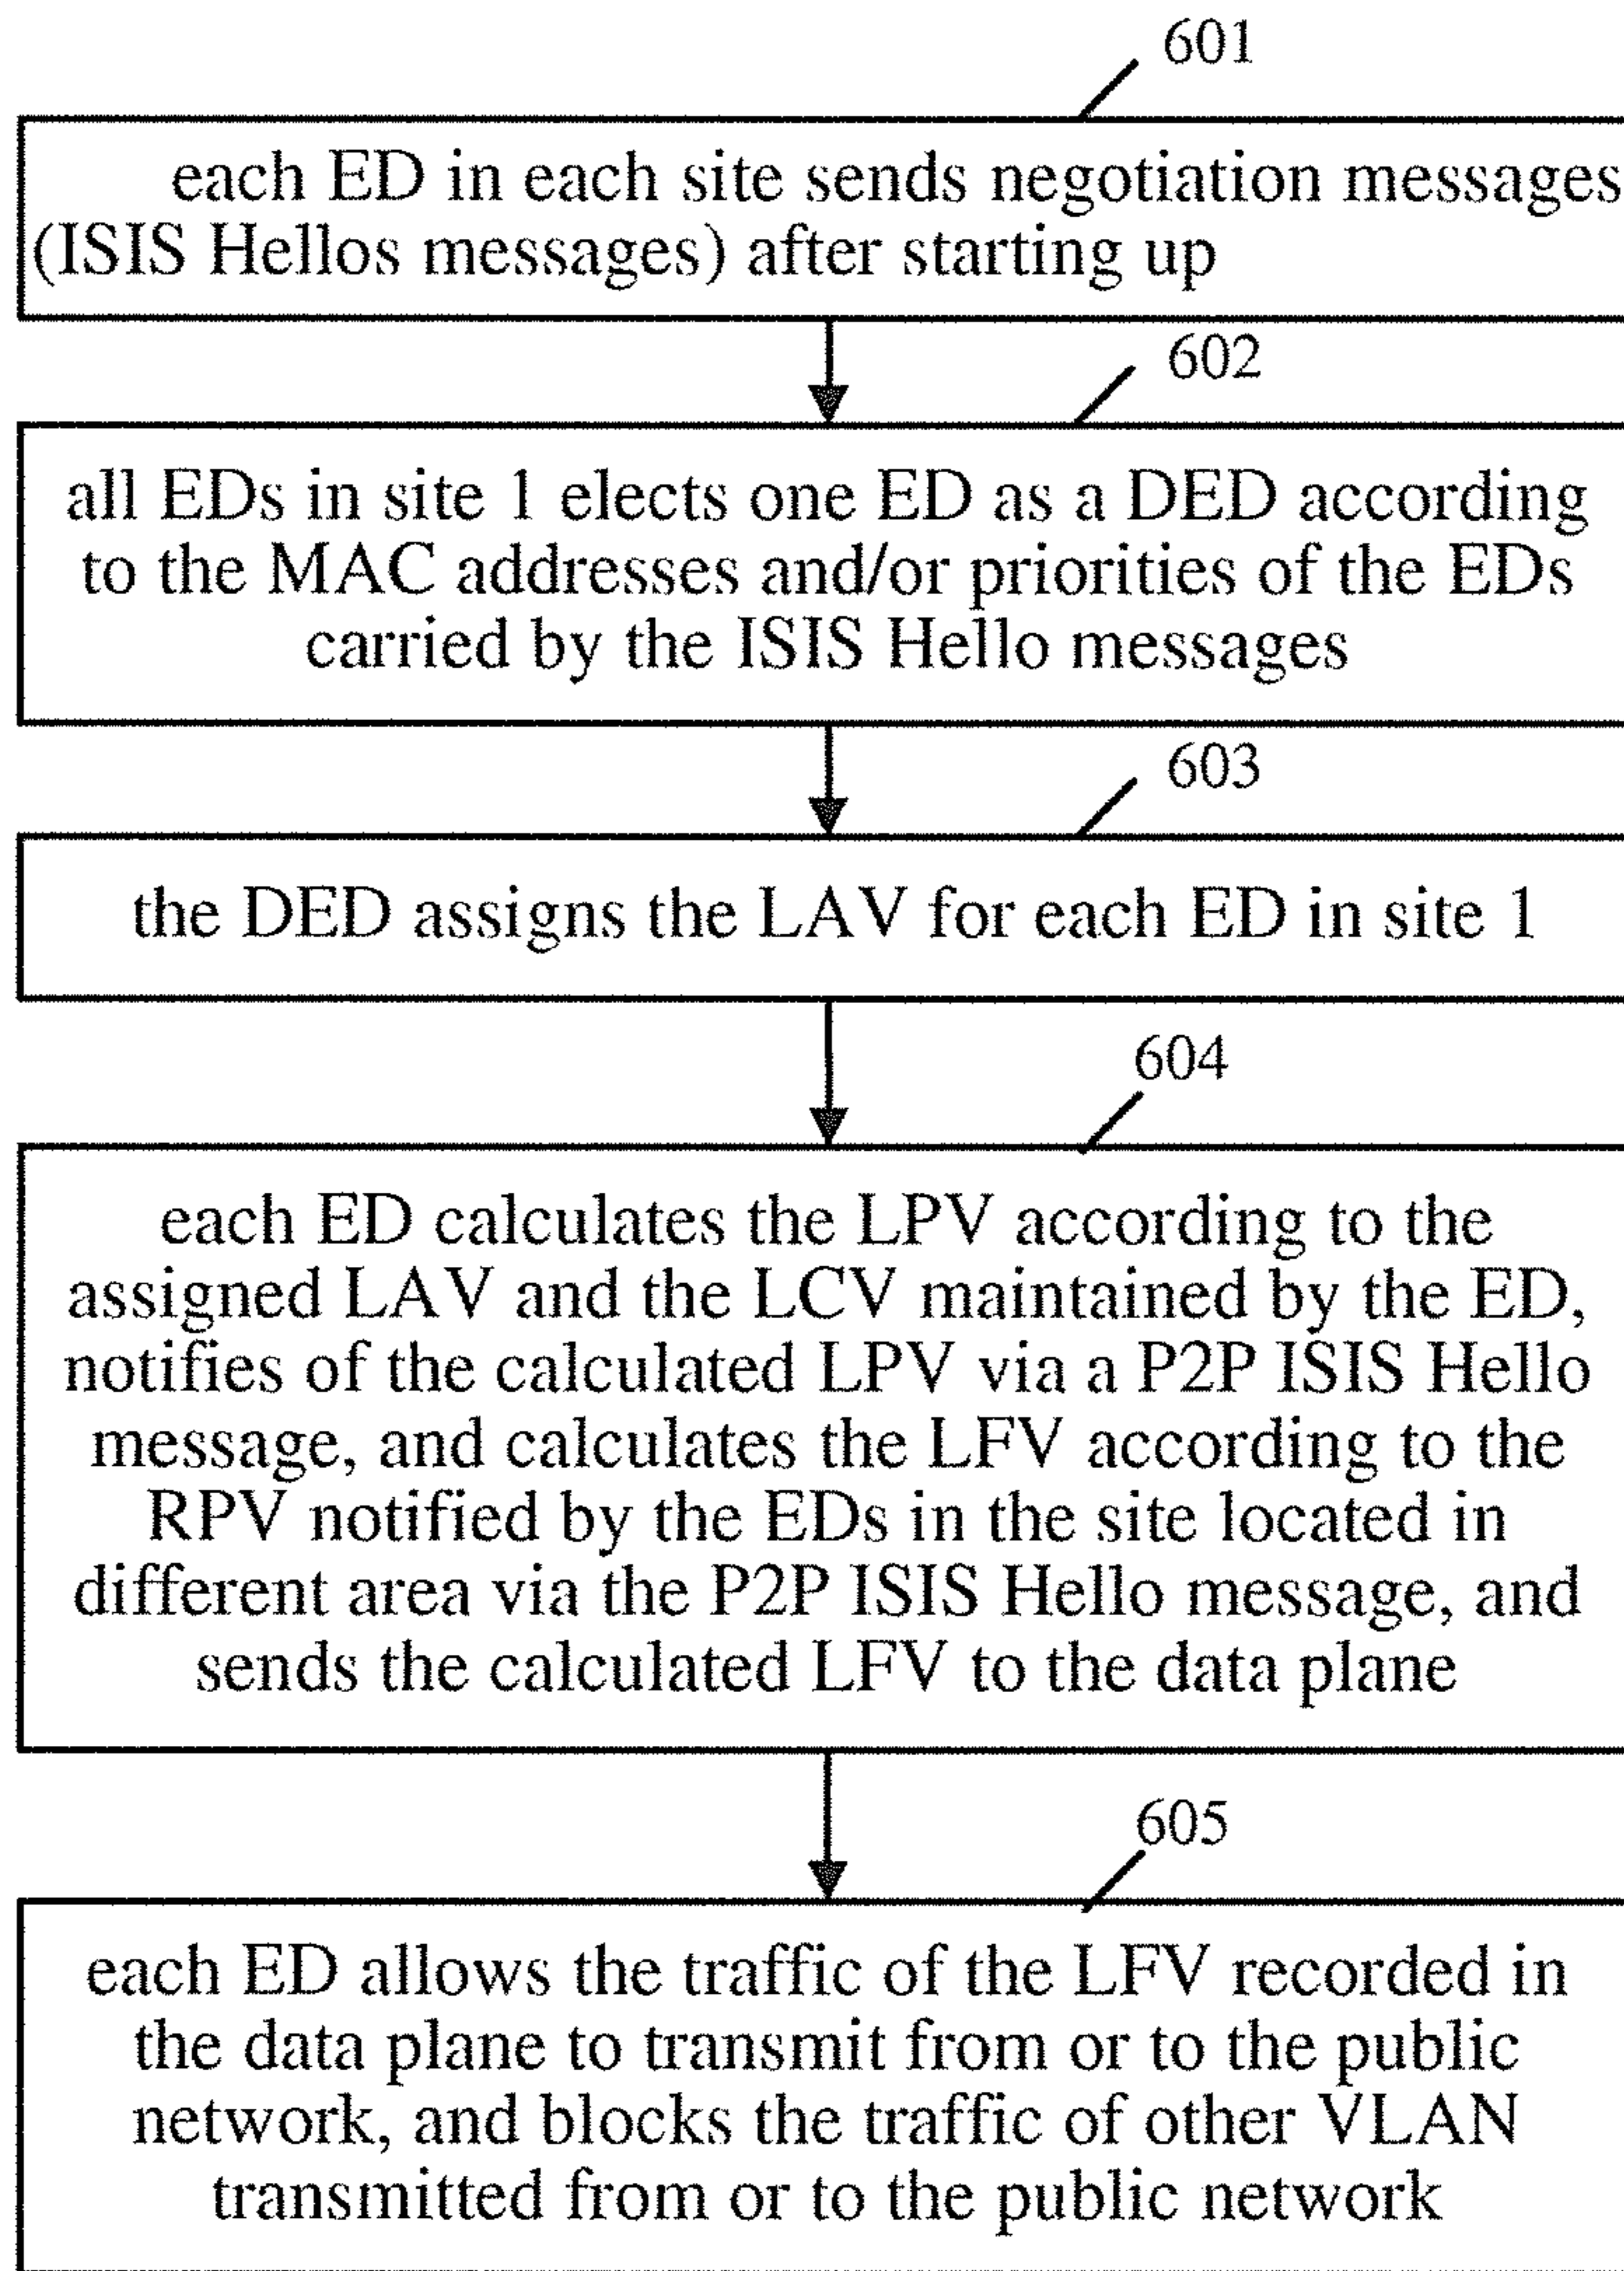 601
each ED in each site sends negotiation messages
(ISIS Hellos messages) after starting up
602
all EDs in site 1 elects one ED as a DED according
to the MAC addresses and/or priorities of the EDs
carried by the ISIS Hello messages
603
the DED assigns the LAV for each ED in site 1
604
each ED calculates the LPV according to the
assigned LAV and the LCV maintained by the ED,
notifies of the calculated LPV via a P2P ISIS Hello
message, and calculates the LFV according to the
RPV notified by the EDs in the site located in
different area via the P2P ISIS Hello message, and
sends the calculated LFV to the data plane
605
each ED allows the traffic of the LFV recorded in
the data plane to transmit from or to the public
network, and blocks the traffic of other VLAN
transmitted from or to the public network